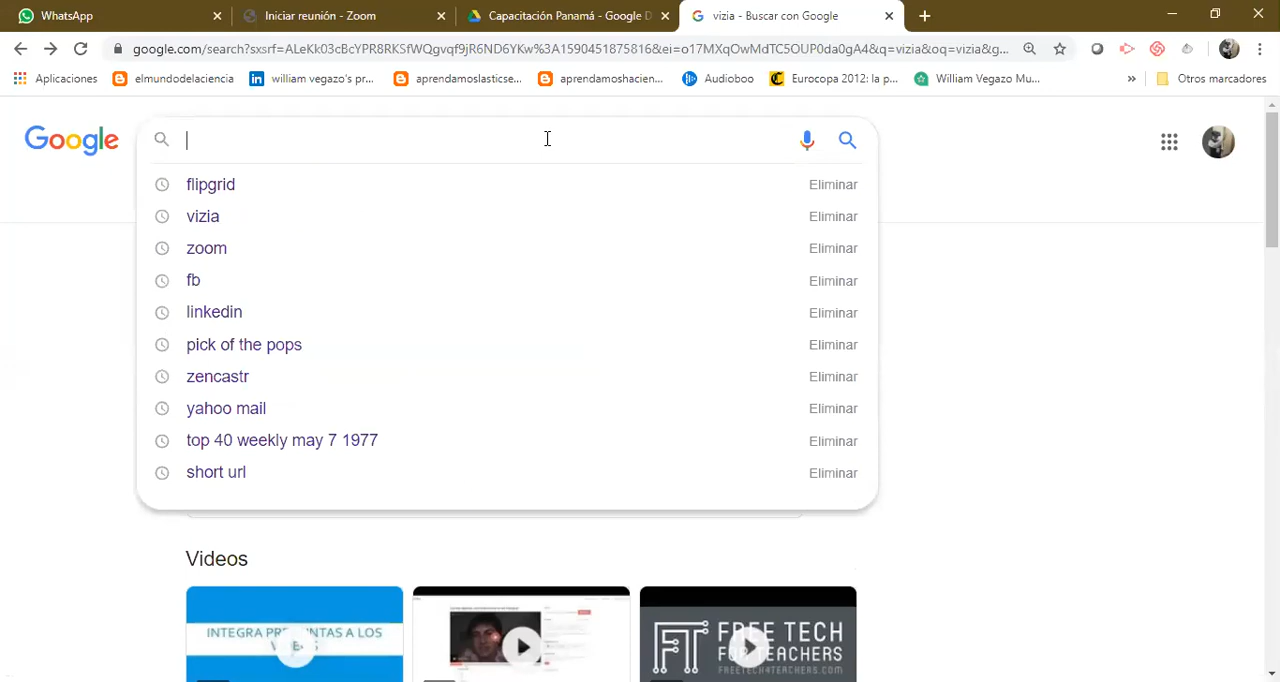 WhatsApp
Iniciar reunión - Zoom
Capacitación Panamá - Google D
vizia - Buscar con Google
google.com/search?sxsrf=ALeKk03cBcYPR8RKSfWQgvqf9jR6ND6YKw%3A1590451875816&ei=o17MXqOwMdTC5OUP0da0gA4&q=vizia&oq=vizia&g...
Aplicaciones
elmundodelaciencia
william vegazo's pr...
aprendamoslasticse...
aprendamoshacien...
Audioboo
Eurocopa 2012: la p...
William Vegazo Mu...
»
Otros marcadores
Google
flipgrid Eliminar
vizia Eliminar
zoom Eliminar
fb Eliminar
linkedin Eliminar
pick of the pops Eliminar
zencastr Eliminar
yahoo mail Eliminar
top 40 weekly may 7 1977 Eliminar
short url Eliminar
Videos
INTEGRA PREGUNTAS A LOS
FT FREE TECH
FOR TEACHERS
FREETECH4TEACHERS.COM